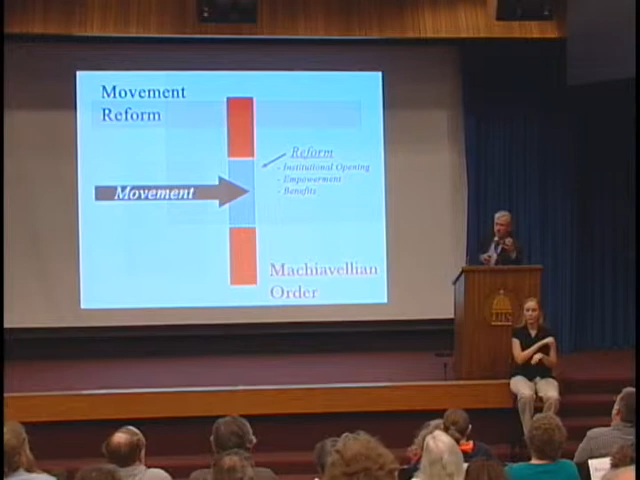 Movement
Reform
Reform
- Institutional Opening
- Empowerment
- Benefits
Movement
Machiavellian
Order